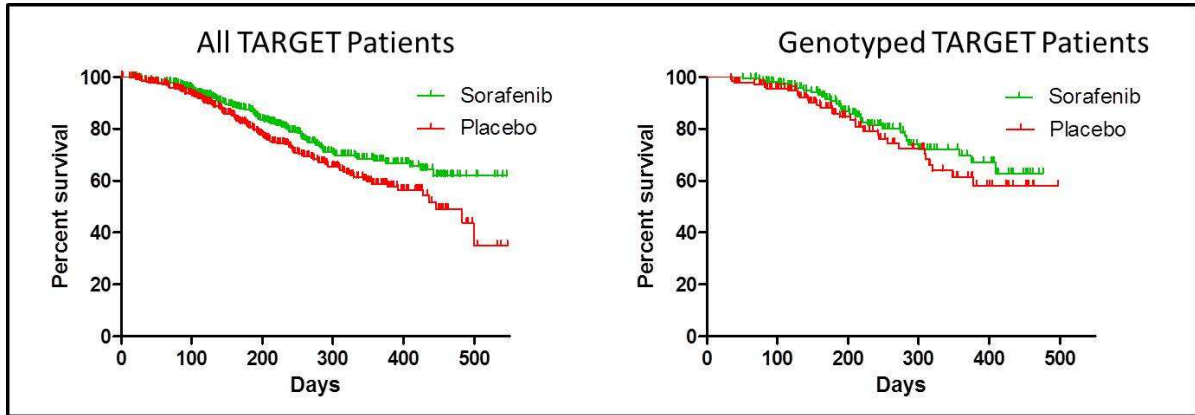 All TARGET Patients
100
80
60
40
20
0
Percent survival
Sorafenib
Placebo
0 100 200 300 400 500
Days
Genotyped TARGET Patients
100
80
60
40
20
0
Percent survival
Sorafenib
Placebo
0 100 200 300 400 500
Days